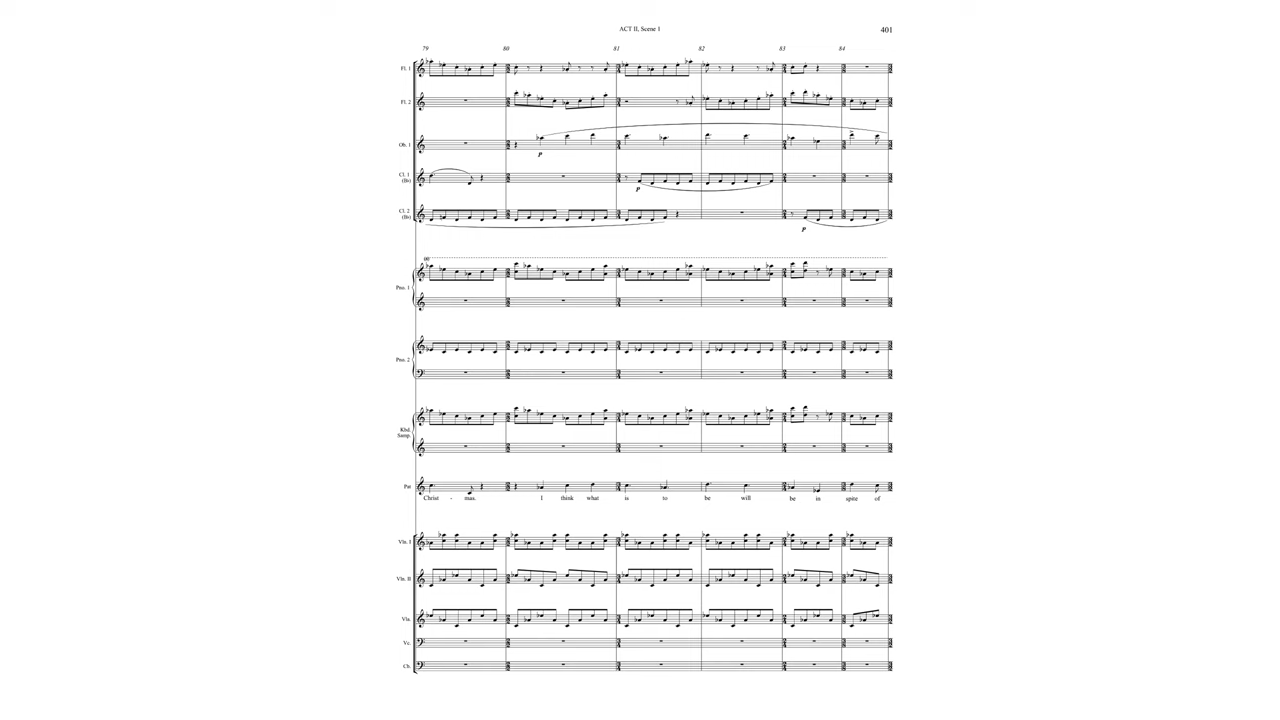 ACT II, Scene 1
401
79 80 81 82 83 84
Fl. 1
Fl. 2
Ob. 1
p
Cl. 1
(B♭)
p
Cl. 2
(B♭)
p
Pno. 1
Pno. 2
Kbd.
Samp.
Pat
Christ - mas. I think what is to be will be in spite of
Vln. I
Vln. II
Vla.
Vc.
Cb.